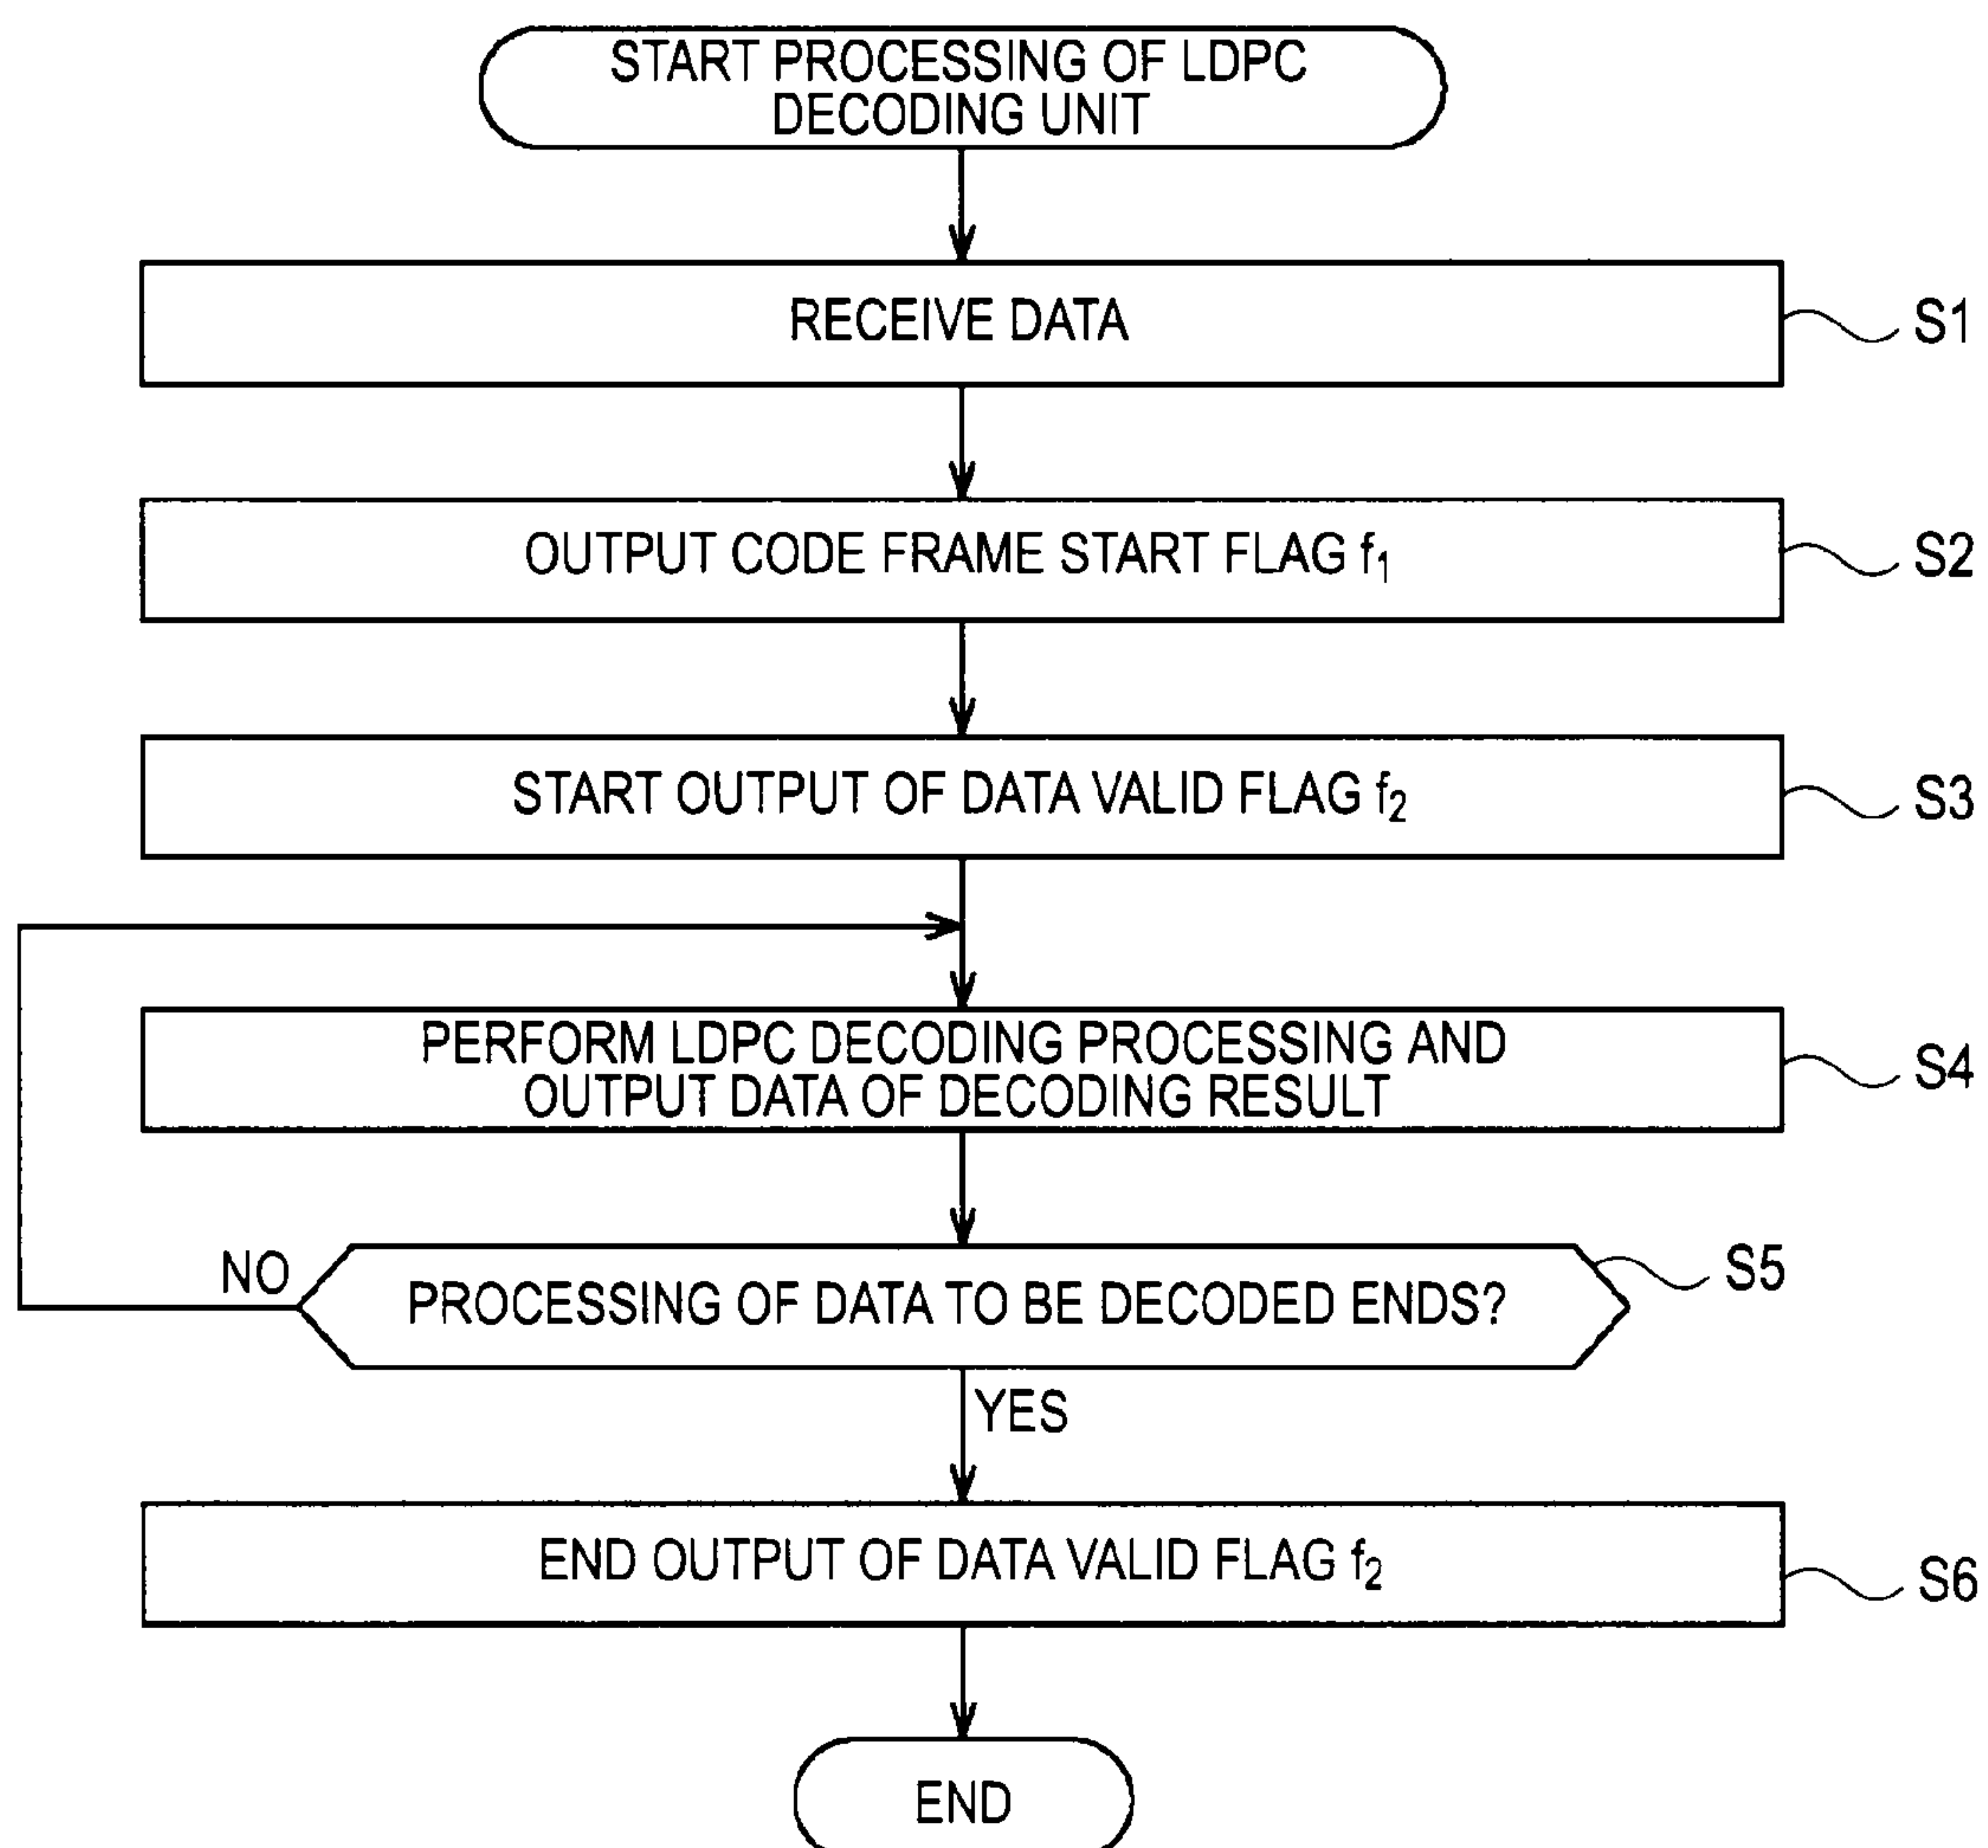 START PROCESSING OF LDPC
DECODING UNIT
RECEIVE DATA
S1
OUTPUT CODE FRAME START FLAG f₁
S2
START OUTPUT OF DATA VALID FLAG f₂
S3
PERFORM LDPC DECODING PROCESSING AND
OUTPUT DATA OF DECODING RESULT
S4
NO
PROCESSING OF DATA TO BE DECODED ENDS?
S5
YES
END OUTPUT OF DATA VALID FLAG f₂
S6
END